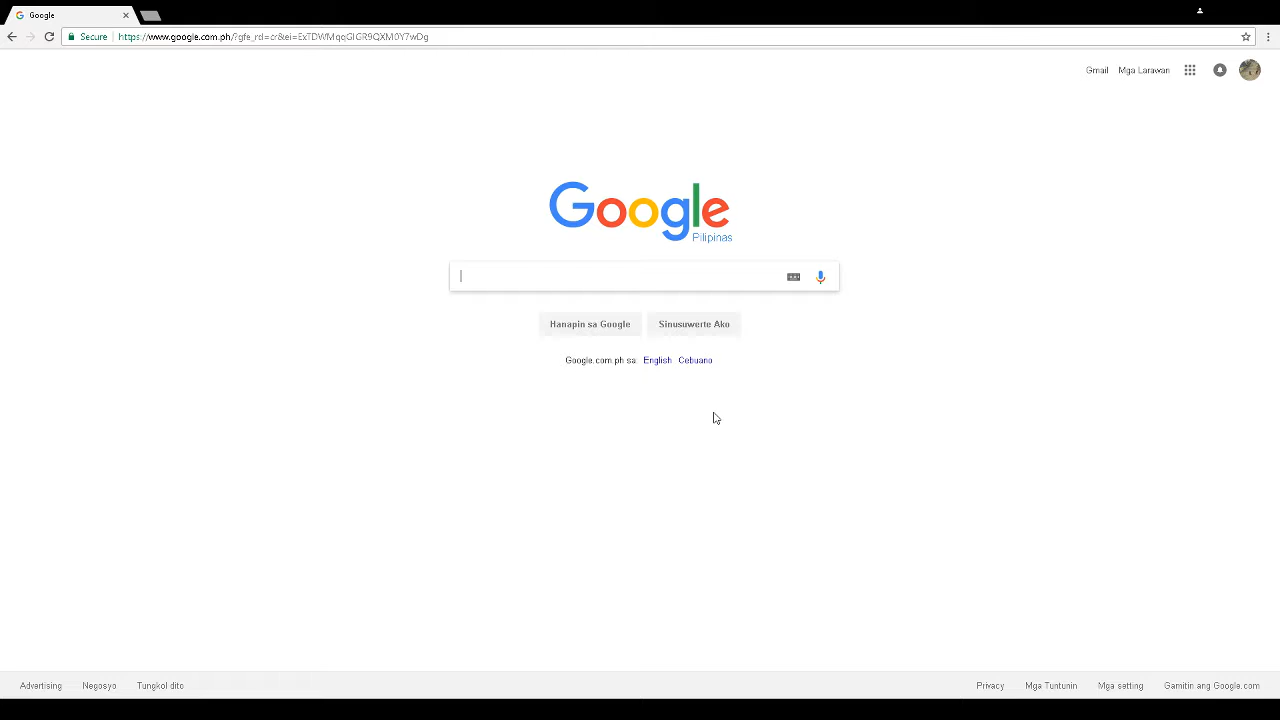 Google
Secure https://www.google.com.ph/?gfe_rd=cr&ei=ExTDWMqqGIGR9QXM0Y7wDg
Gmail Mga Larawan
Google
Pilipinas
Hanapin sa Google Sinusuwerte Ako
Google.com.ph sa: English Cebuano
Advertising Negosyo Tungkol dito Privacy Mga Tuntunin Mga setting Gamitin ang Google.com